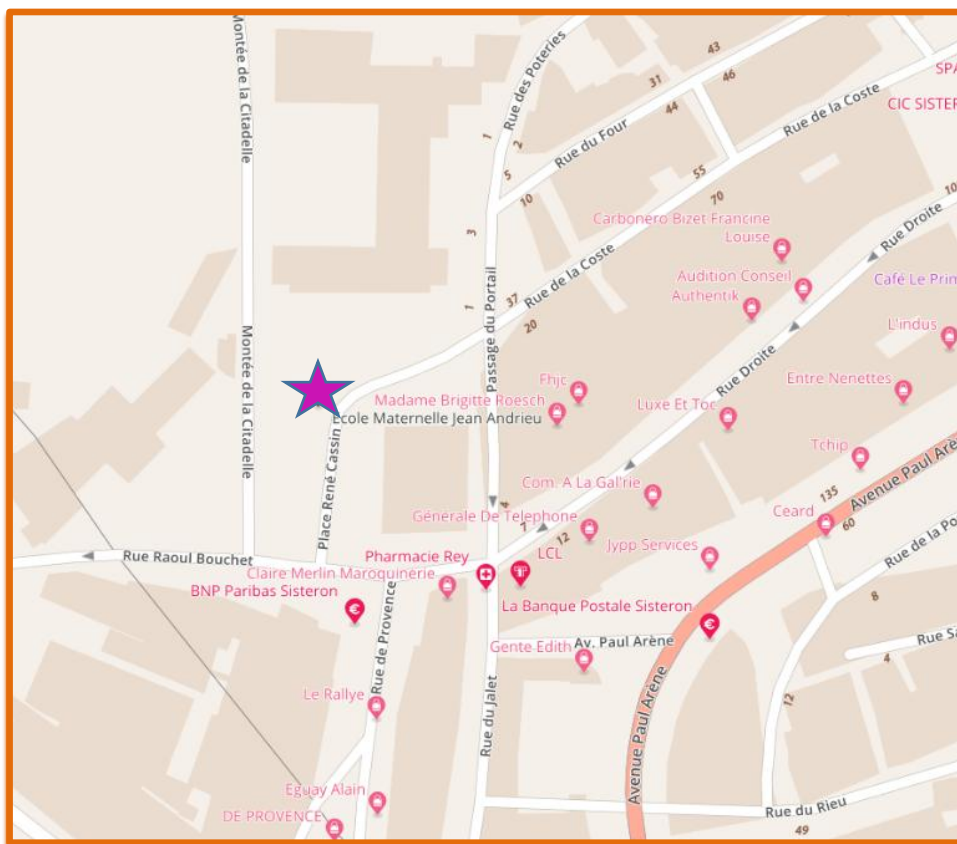 Montée de la Citadelle
Rue des Poteries
43
46
31
44
SPA
CIC SISTER
Rue de la Coste
Rue du Four
1
2
5
10
55
70
10
Rue Droite
Carbonero Bizet Francine
Louise
Audition Conseil
Authentik
Café Le Prim
L'indus
3
1
Passage du Portail
37
20
Rue de la Coste
Montée de la Citadelle
Rue Droite
Fhjc
Madame Brigitte Roesch
École Maternelle Jean Andrieu
Entre Nenettes
Luxe Et Toc
Tchip
Place René Cassin
Com. A La Gal'rie
Avenue Paul Arè
135
60
Ceard
4
7
12
Génerale De Telephone
LCL
Jypp Services
Rue Raoul Bouchet
Pharmacie Rey
Claire Merlin Maroquinerie
BNP Paribas Sisteron
La Banque Postale Sisteron
Rue de la Po
8
Rue Sa
4
Av. Paul Arène
Gente Edith
Rue de Provence
Le Rallye
Rue du Jalet
Avenue Paul Arène
12
Eguay Alain
DE PROVENCE
Rue du Rieu
49